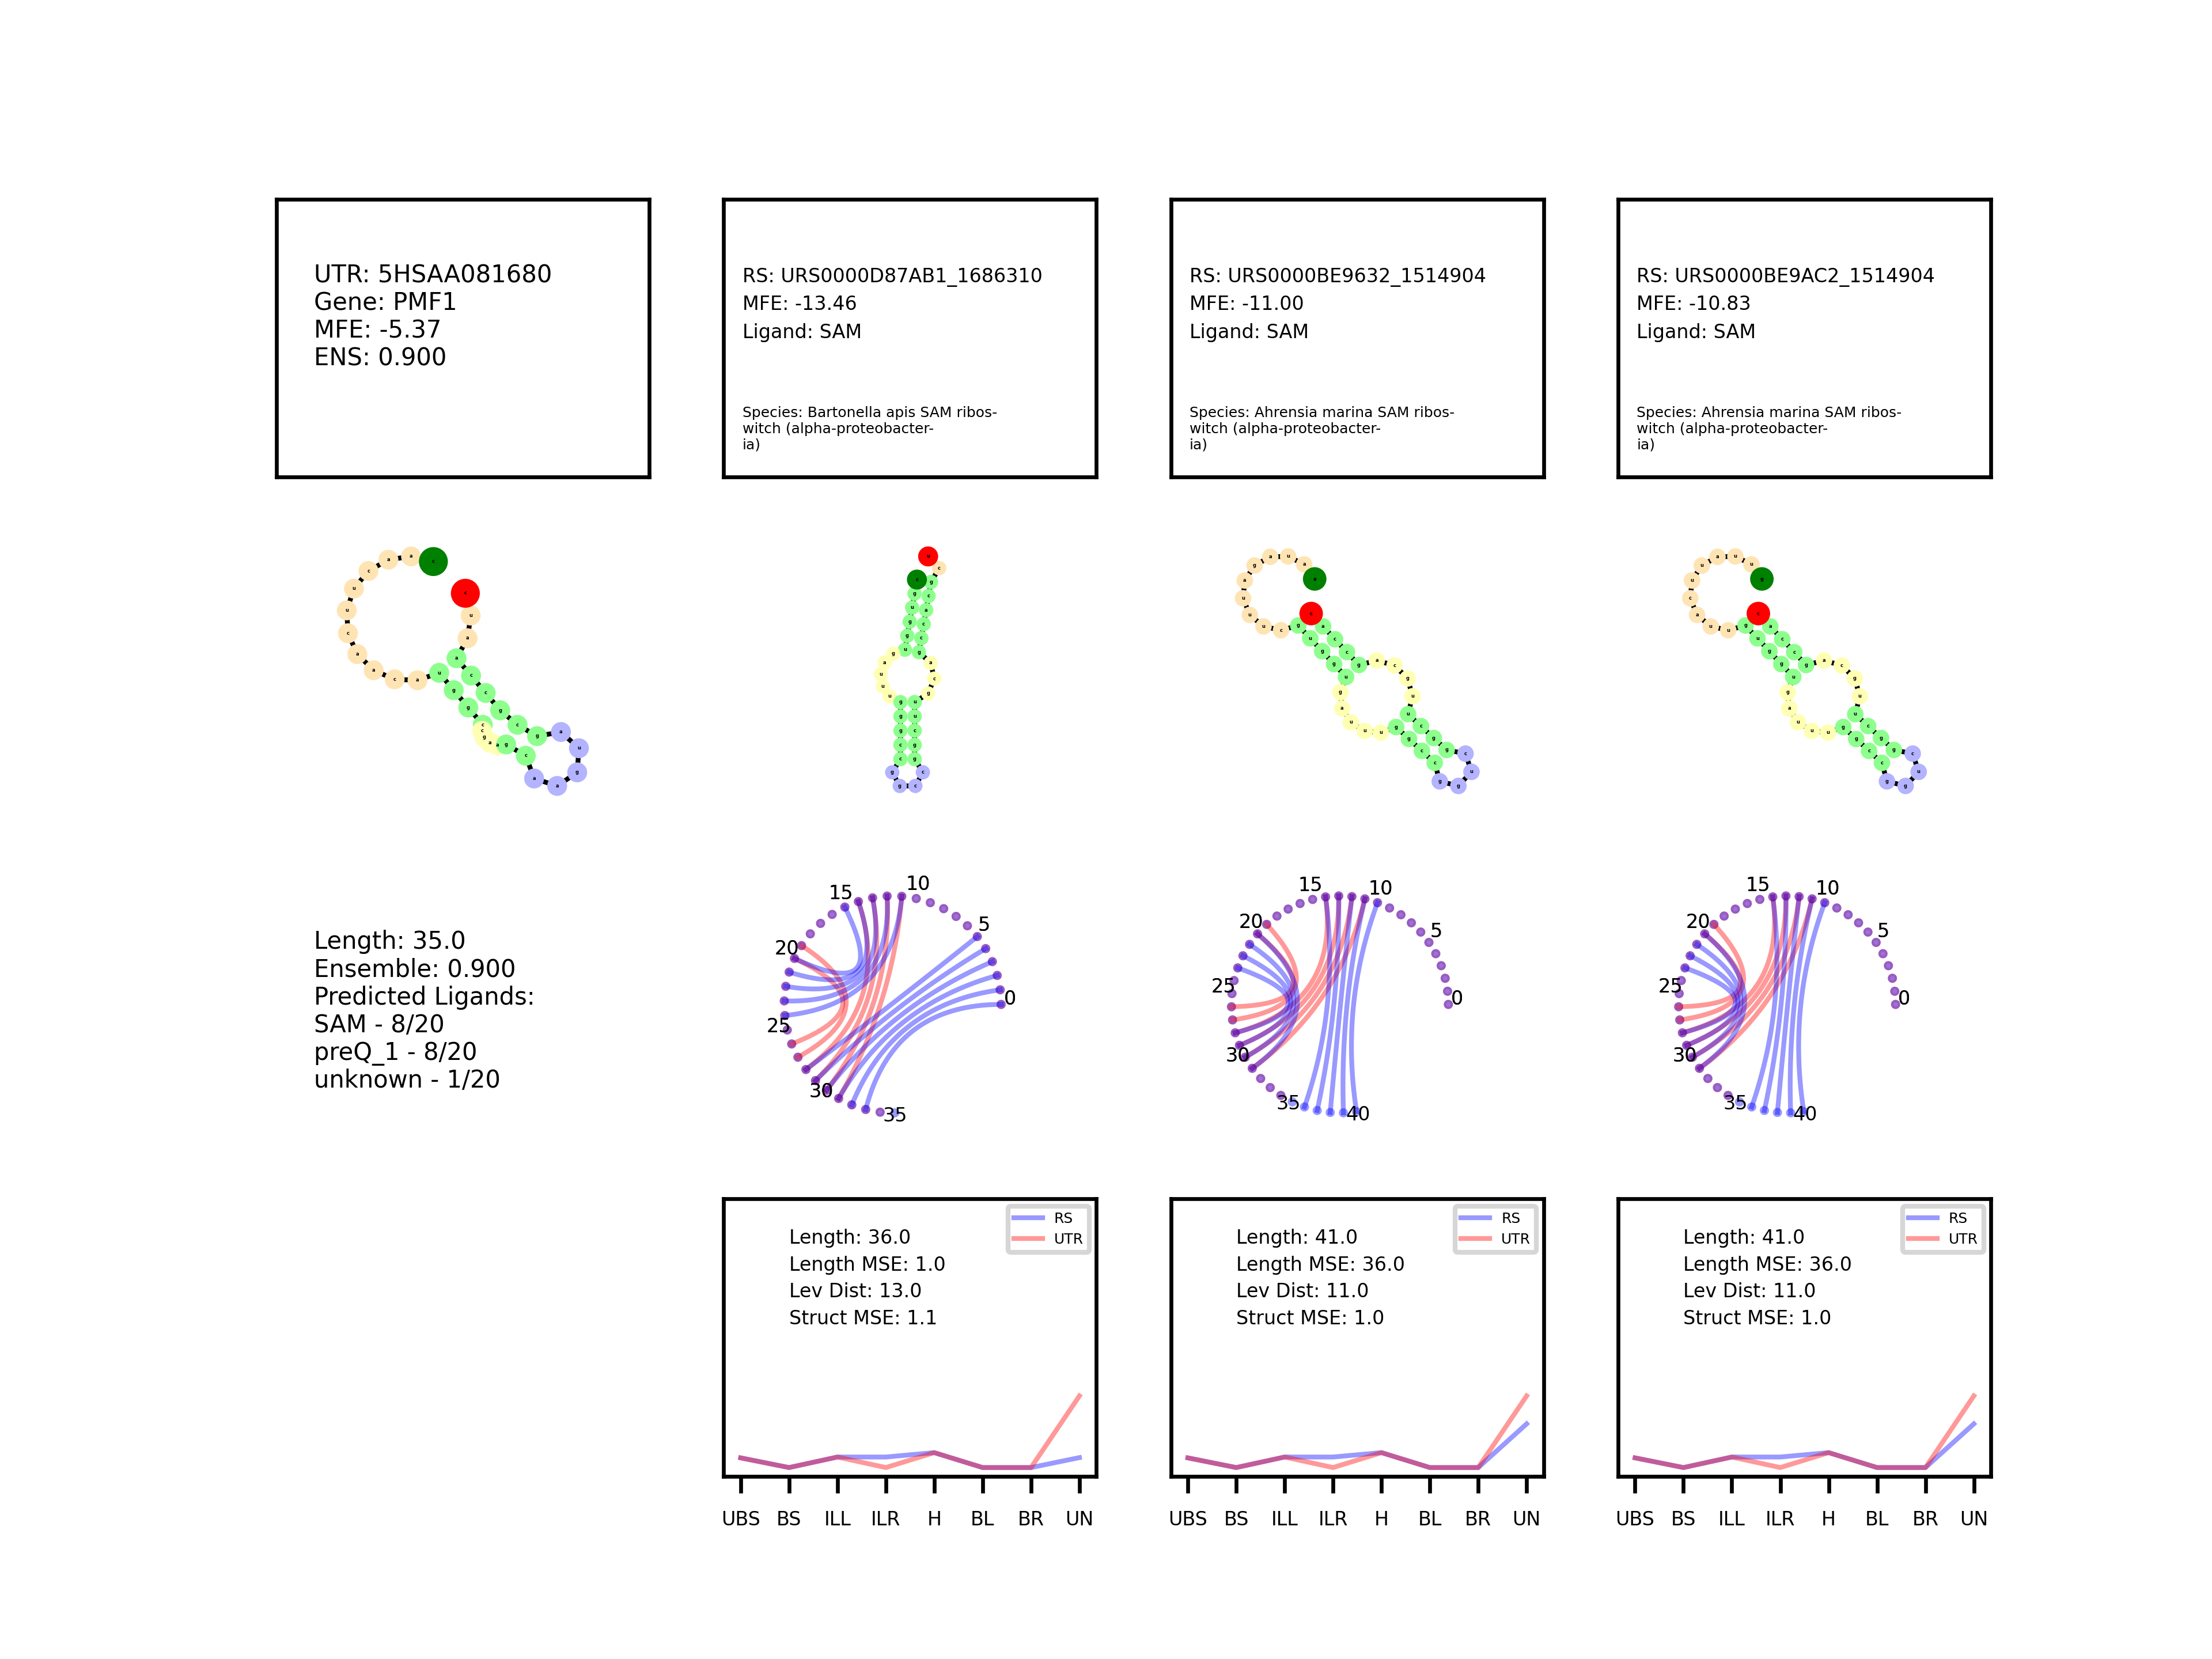 UTR: 5HSAA081680
Gene: PMF1
MFE: -5.37
ENS: 0.900
RS: URS0000D87AB1_1686310
MFE: -13.46
Ligand: SAM
Species: Bartonella apis SAM ribos-
witch (alpha-proteobacter-
ia)
RS: URS0000BE9632_1514904
MFE: -11.00
Ligand: SAM
Species: Ahrensia marina SAM ribos-
witch (alpha-proteobacter-
ia)
RS: URS0000BE9AC2_1514904
MFE: -10.83
Ligand: SAM
Species: Ahrensia marina SAM ribos-
witch (alpha-proteobacter-
ia)
Length: 35.0
Ensemble: 0.900
Predicted Ligands:
SAM - 8/20
preQ_1 - 8/20
unknown - 1/20
0
5
10
15
20
25
30
35
0
5
10
15
20
25
30
35
40
0
5
10
15
20
25
30
35
40
RS
UTR
Length: 36.0
Length MSE: 1.0
Lev Dist: 13.0
Struct MSE: 1.1
UBS BS ILL ILR H BL BR UN
RS
UTR
Length: 41.0
Length MSE: 36.0
Lev Dist: 11.0
Struct MSE: 1.0
UBS BS ILL ILR H BL BR UN
RS
UTR
Length: 41.0
Length MSE: 36.0
Lev Dist: 11.0
Struct MSE: 1.0
UBS BS ILL ILR H BL BR UN